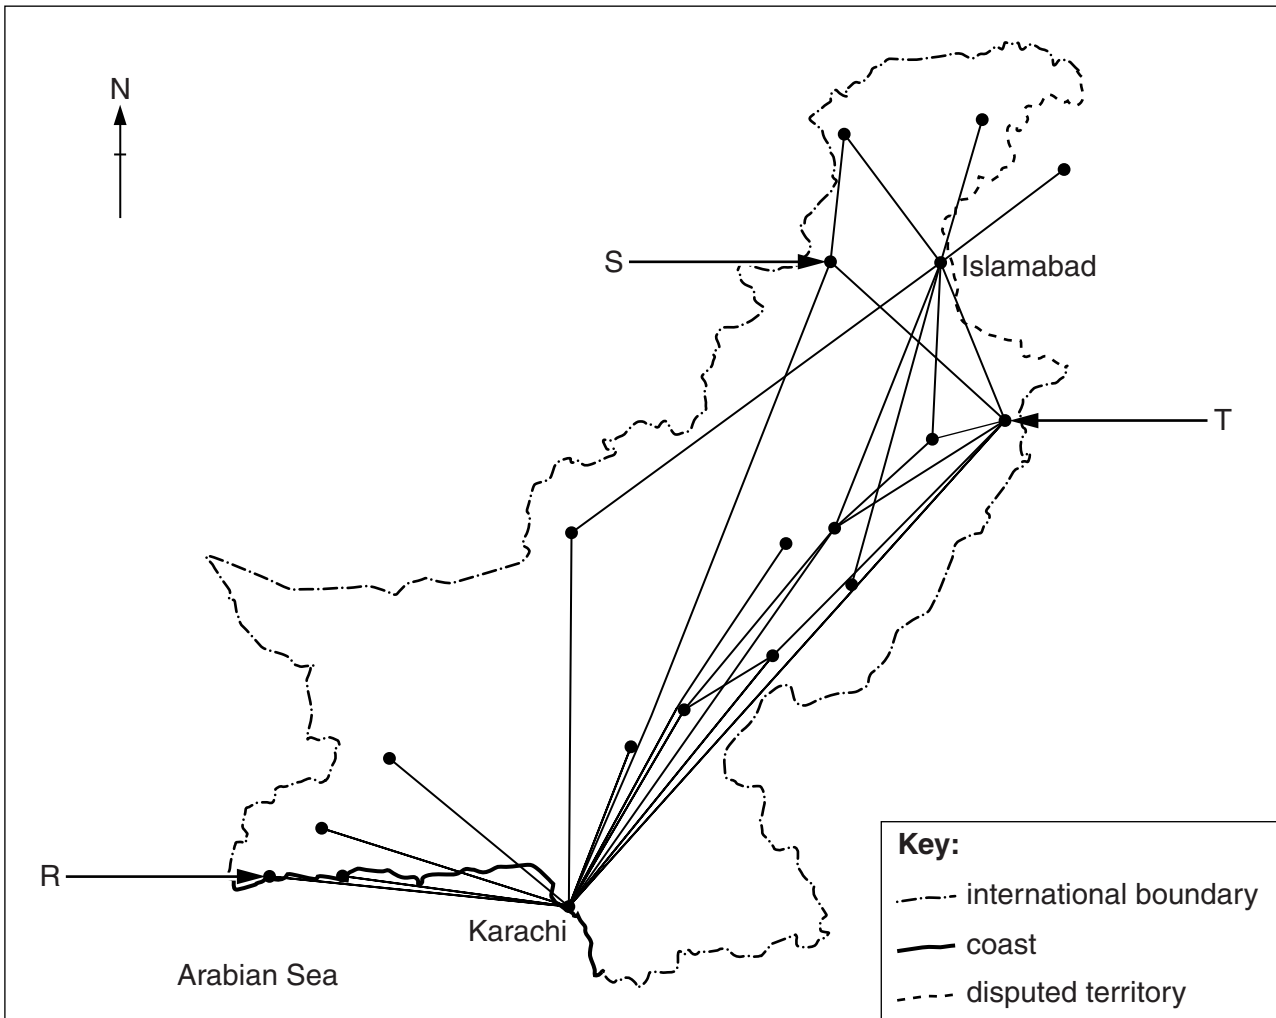 N
S
Islamabad
T
R
Karachi
Arabian Sea
Key:
international boundary
coast
disputed territory